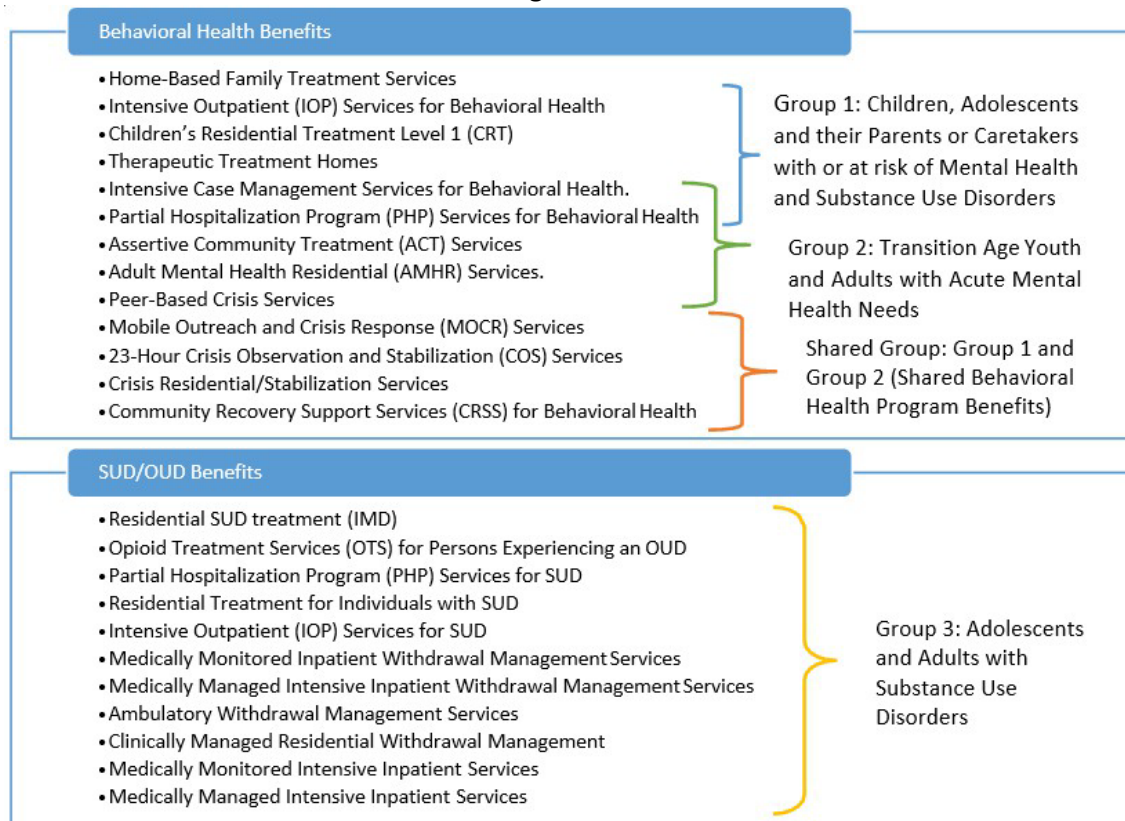 Behavioral Health Benefits
•Home-Based Family Treatment Services
•Intensive Outpatient (IOP) Services for Behavioral Health
•Children's Residential Treatment Level 1 (CRT)
•Therapeutic Treatment Homes
•Intensive Case Management Services for Behavioral Health.
•Partial Hospitalization Program (PHP) Services for Behavioral Health
•Assertive Community Treatment (ACT) Services
•Adult Mental Health Residential (AMHR) Services.
•Peer-Based Crisis Services
•Mobile Outreach and Crisis Response (MOCR) Services
•23-Hour Crisis Observation and Stabilization (COS) Services
•Crisis Residential/Stabilization Services
•Community Recovery Support Services (CRSS) for Behavioral Health
Group 1: Children, Adolescents
and their Parents or Caretakers
with or at risk of Mental Health
and Substance Use Disorders
Group 2: Transition Age Youth
and Adults with Acute Mental
Health Needs
Shared Group: Group 1 and
Group 2 (Shared Behavioral
Health Program Benefits)
SUD/OUD Benefits
•Residential SUD treatment (IMD)
•Opioid Treatment Services (OTS) for Persons Experiencing an OUD
•Partial Hospitalization Program (PHP) Services for SUD
•Residential Treatment for Individuals with SUD
•Intensive Outpatient (IOP) Services for SUD
•Medically Monitored Inpatient Withdrawal Management Services
•Medically Managed Intensive Inpatient Withdrawal Management Services
•Ambulatory Withdrawal Management Services
•Clinically Managed Residential Withdrawal Management
•Medically Monitored Intensive Inpatient Services
•Medically Managed Intensive Inpatient Services
Group 3: Adolescents
and Adults with
Substance Use
Disorders